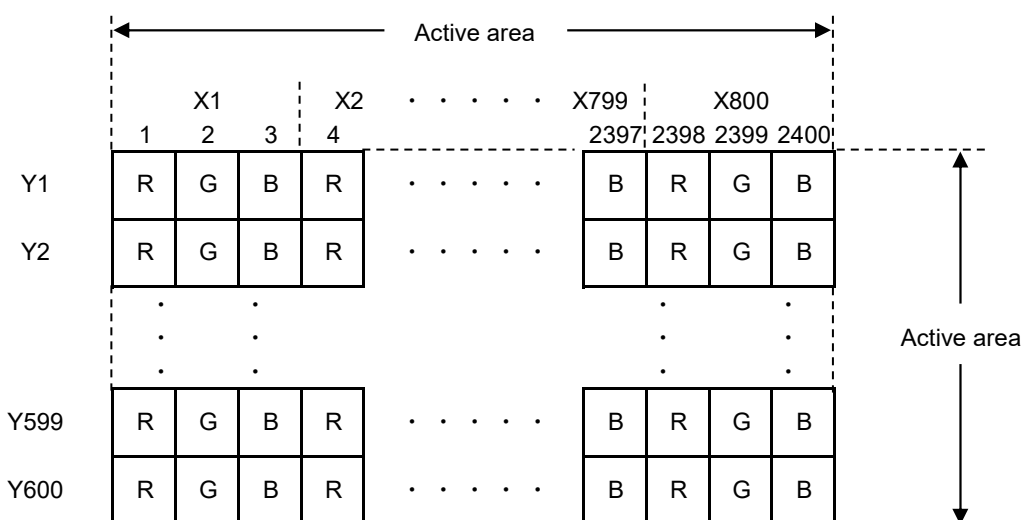 Active area
X1 X2 · · · · · X799 X800
1 2 3 4 2397 2398 2399 2400
Y1 R G B R · · · · · B R G B
Y2 R G B R · · · · · B R G B
Active area
Y599 R G B R · · · · · B R G B
Y600 R G B R · · · · · B R G B